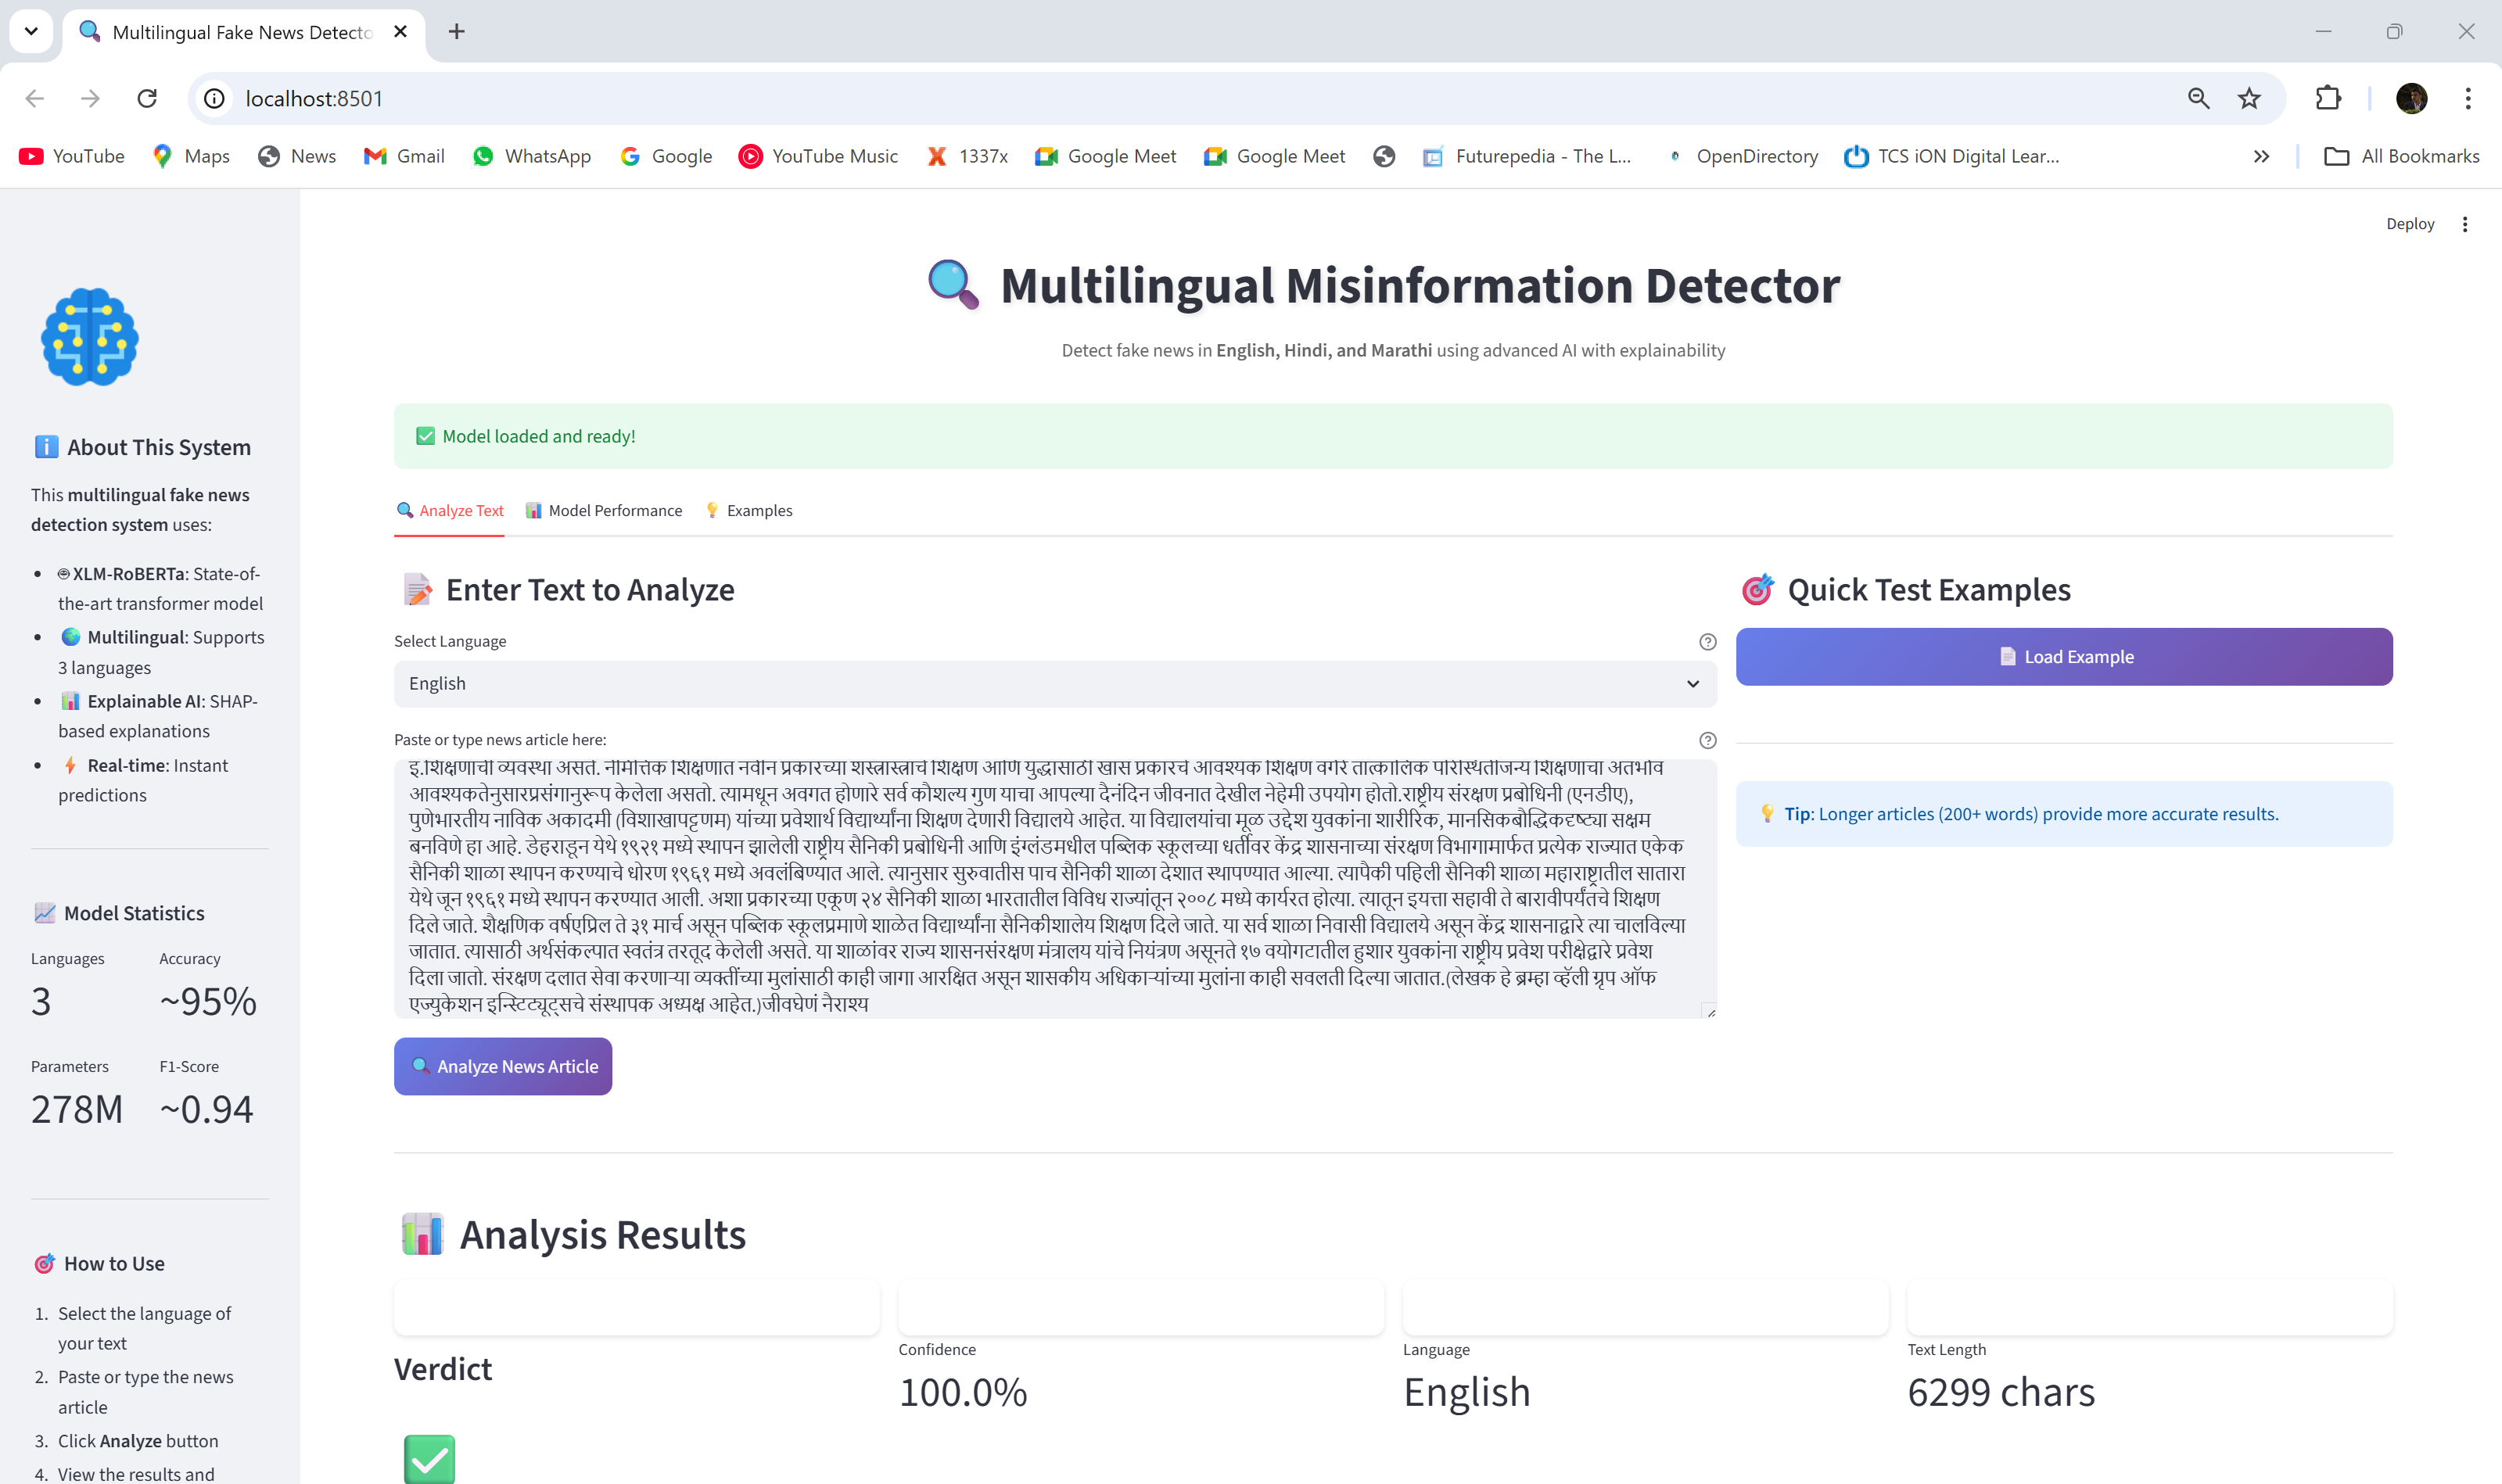 Multilingual Fake News Detecto
localhost:8501
YouTube
Maps
News
Gmail
WhatsApp
Google
YouTube Music
1337x
Google Meet
Google Meet
Futurepedia - The L...
OpenDirectory
TCS iON Digital Lear...
All Bookmarks
Deploy
About This System
This multilingual fake news
detection system uses:
XLM-RoBERTa: State-of-
the-art transformer model
Multilingual: Supports
3 languages
Explainable AI: SHAP-
based explanations
Real-time: Instant
predictions
Model Statistics
Languages
3
Accuracy
~95%
Parameters
278M
F1-Score
~0.94
How to Use
1. Select the language of
your text
2. Paste or type the news
article
3. Click Analyze button
4. View the results and
Multilingual Misinformation Detector
Detect fake news in English, Hindi, and Marathi using advanced AI with explainability
Model loaded and ready!
Analyze Text
Model Performance
Examples
Enter Text to Analyze
Select Language
English
Paste or type news article here:
इ.शिक्षणाची व्यवस्था असते. नैमित्तिक शिक्षणात नवीन प्रकारच्या शस्त्रास्त्रांचे शिक्षण आणि युद्धासाठी खास प्रकारचे आवश्यक शिक्षण वगैरे तात्कालिक परिस्थितीजन्य शिक्षणाचा अंतर्भाव
आवश्यकतेनुसारप्रसंगानुरूप केलेला असतो. त्यामधून अवगत होणारे सर्व कौशल्य गुण याचा आपल्या दैनंदिन जीवनात देखील नेहेमी उपयोग होतो.राष्ट्रीय संरक्षण प्रबोधिनी (एनडीए),
पुणेभारतीय नाविक अकादमी (विशाखापट्टणम) यांच्या प्रवेशार्थ विद्यार्थ्यांना शिक्षण देणारी विद्यालये आहेत. या विद्यालयांचा मूळ उद्देश युवकांना शारीरिक, मानसिकबौद्धिकदृष्ट्या सक्षम
बनविणे हा आहे. डेहराडून येथे १९२१ मध्ये स्थापन झालेली राष्ट्रीय सैनिकी प्रबोधिनी आणि इंग्लंडमधील पब्लिक स्कूलच्या धर्तीवर केंद्र शासनाच्या संरक्षण विभागामार्फत प्रत्येक राज्यात एकेक
सैनिकी शाळा स्थापन करण्याचे धोरण १९६१ मध्ये अवलंबिण्यात आले. त्यानुसार सुरुवातीस पाच सैनिकी शाळा देशात स्थापण्यात आल्या. त्यापैकी पहिली सैनिकी शाळा महाराष्ट्रातील सातारा
येथे जून १९६१ मध्ये स्थापन करण्यात आली. अशा प्रकारच्या एकूण २४ सैनिकी शाळा भारतातील विविध राज्यांतून २००८ मध्ये कार्यरत होत्या. त्यातून इयत्ता सहावी ते बारावीपर्यंतचे शिक्षण
दिले जाते. शैक्षणिक वर्षएप्रिल ते ३१ मार्च असून पब्लिक स्कूलप्रमाणे शाळेत विद्यार्थ्यांना सैनिकीशालेय शिक्षण दिले जाते. या सर्व शाळा निवासी विद्यालये असून केंद्र शासनाद्वारे त्या चालविल्या
जातात. त्यासाठी अर्थसंकल्पात स्वतंत्र तरतूद केलेली असते. या शाळांवर राज्य शासनसंरक्षण मंत्रालय यांचे नियंत्रण असूनते १७ वयोगटातील हुशार युवकांना राष्ट्रीय प्रवेश परीक्षेद्वारे प्रवेश
दिला जातो. संरक्षण दलात सेवा करणाऱ्या व्यक्तींच्या मुलांसाठी काही जागा आरक्षित असून शासकीय अधिकाऱ्यांच्या मुलांना काही सवलती दिल्या जातात.(लेखक हे ब्रम्हा व्हॅली ग्रृप ऑफ
एज्युकेशन इन्स्टिट्यूट्सचे संस्थापक अध्यक्ष आहेत.)जीवघेणं नैराश्य
Analyze News Article
Quick Test Examples
Load Example
Tip: Longer articles (200+ words) provide more accurate results.
Analysis Results
Verdict
Confidence
100.0%
Language
English
Text Length
6299 chars